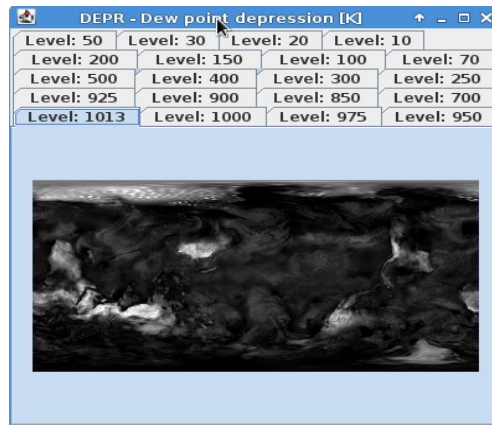 DEPR - Dew point depression [K]
Level: 50 Level: 30 Level: 20 Level: 10
Level: 200 Level: 150 Level: 100 Level: 70
Level: 500 Level: 400 Level: 300 Level: 250
Level: 925 Level: 900 Level: 850 Level: 700
Level: 1013 Level: 1000 Level: 975 Level: 950